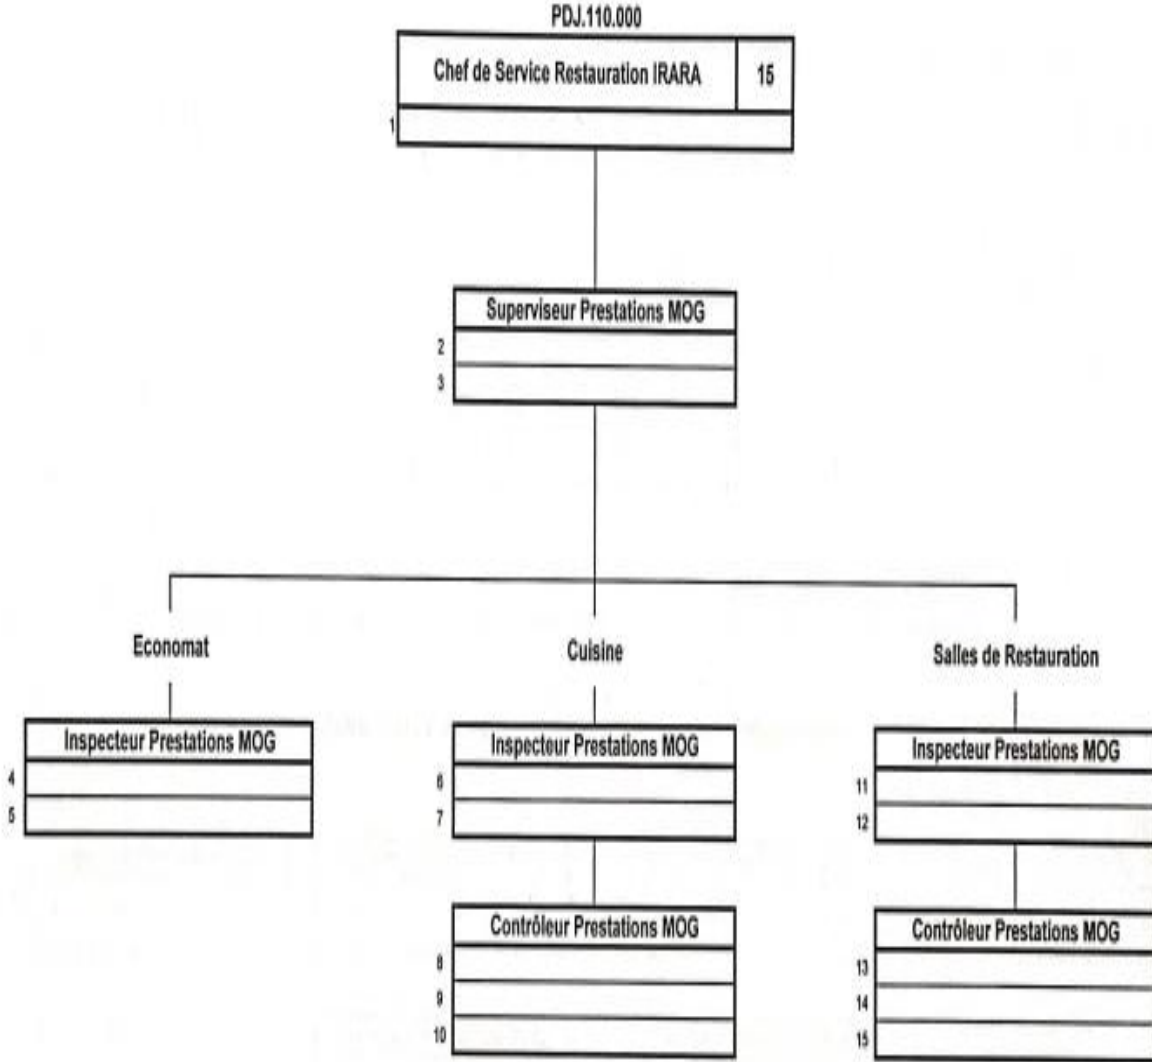 PDJ.110.000
Chef de Service Restauration IRARA 15
1
Superviseur Prestations MOG
2
3
Economat
Cuisine
Salles de Restauration
Inspecteur Prestations MOG
4
5
Inspecteur Prestations MOG
6
7
Inspecteur Prestations MOG
11
12
Contrôleur Prestations MOG
8
9
10
Contrôleur Prestations MOG
13
14
15